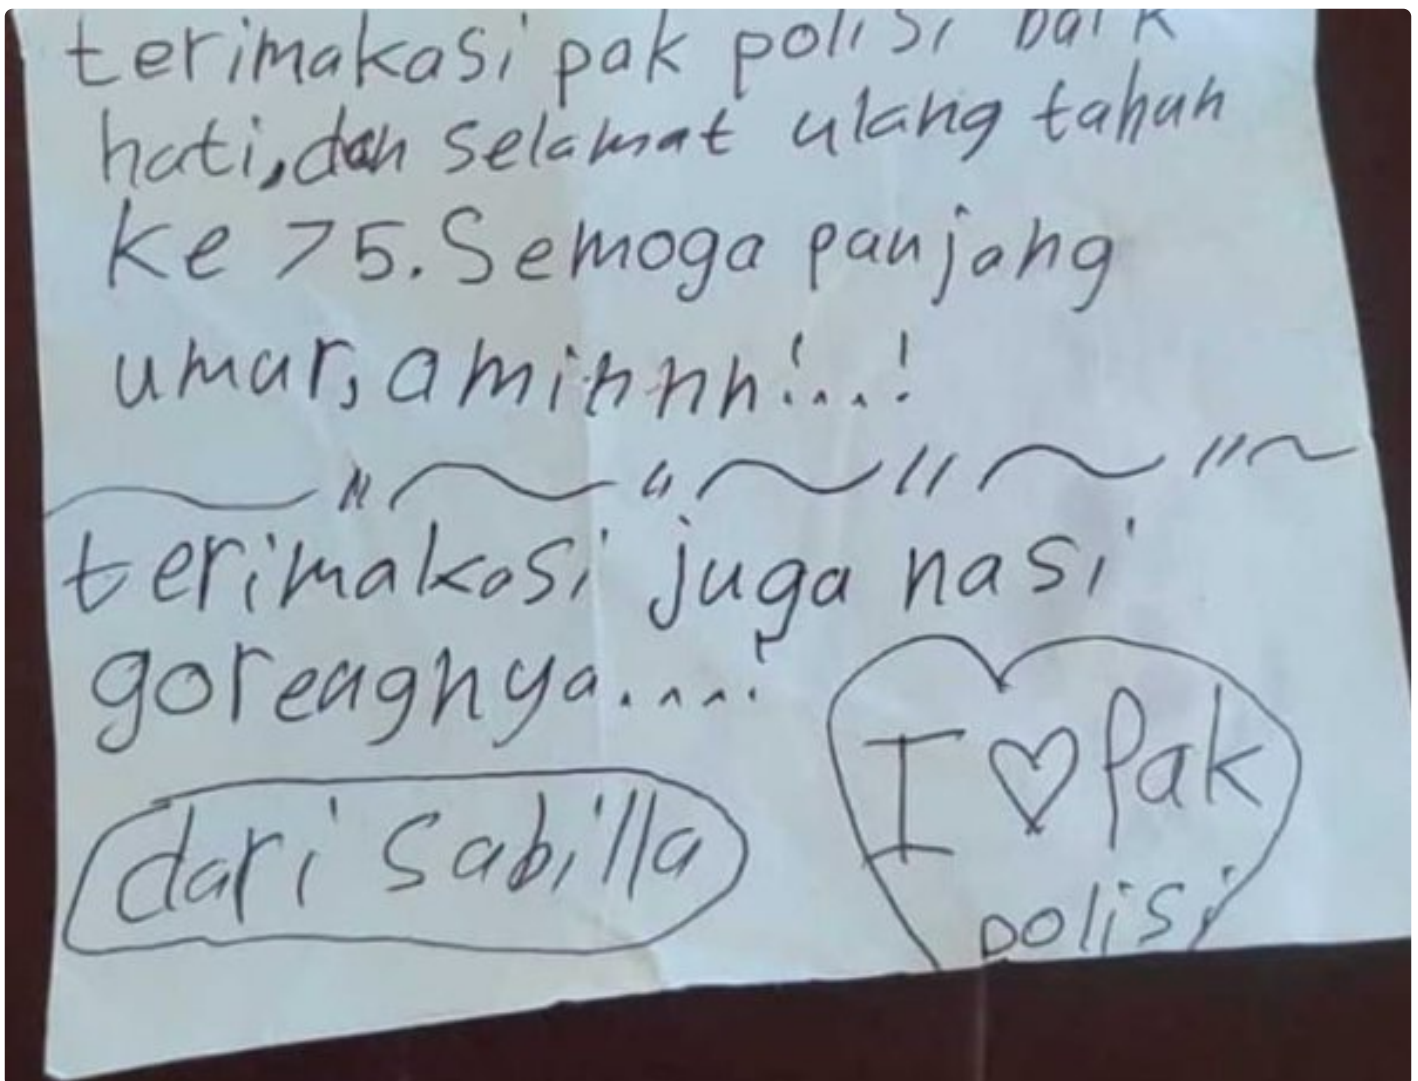 terimakasi pak polisi baik
hati, dan selamat ulang tahun
ke 75. Semoga panjang
umur, aminnn!...!
terimakasi juga nasi
gorengnya....!
dari Sabilla
I ♡ Pak
polisi